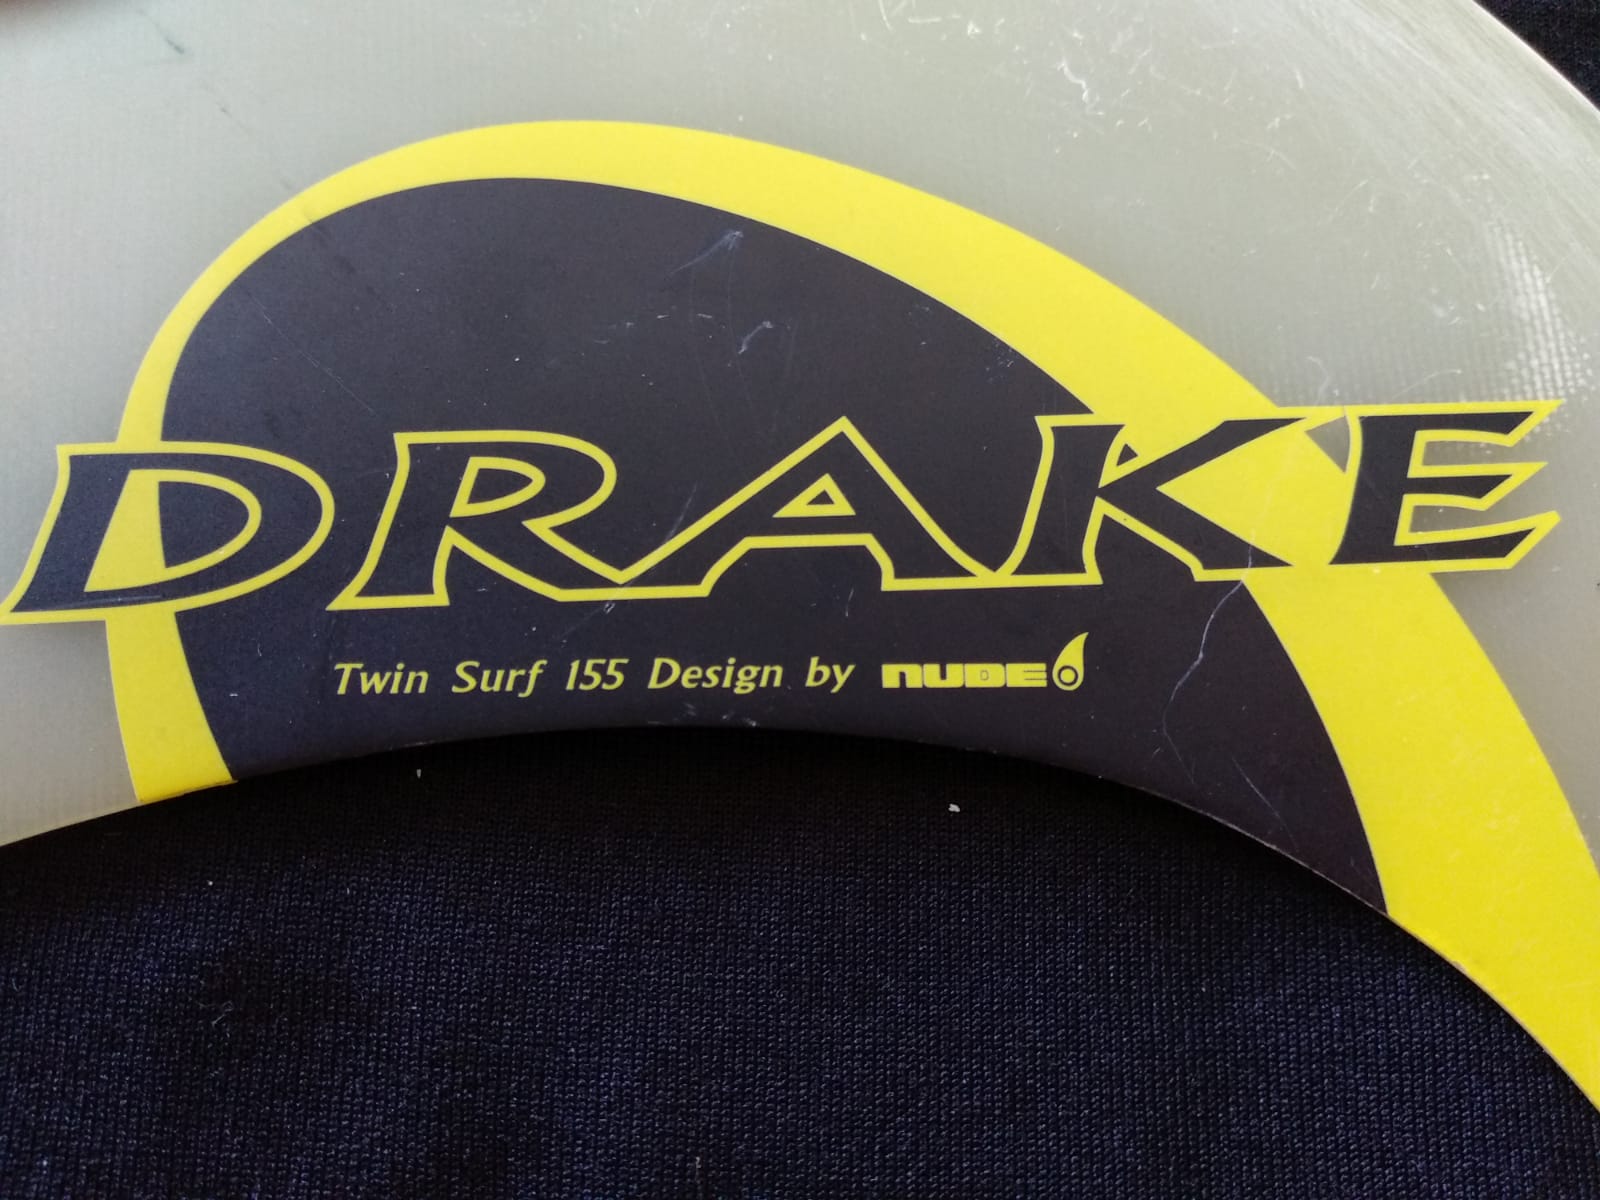 DRAKE
Twin Surf 155 Design by NUDE